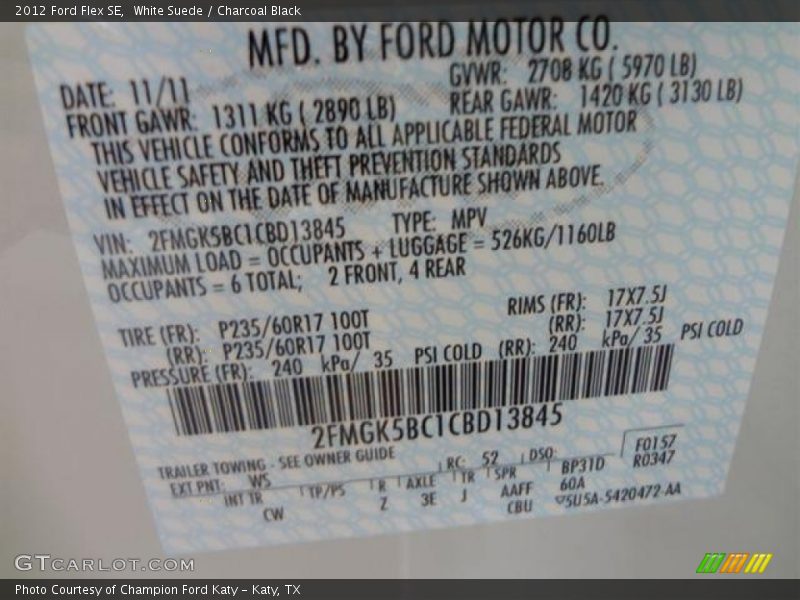 2012 Ford Flex SE,  White Suede / Charcoal Black
MFD. BY FORD MOTOR CO.
DATE: 11/11 GVWR: 2708 KG ( 5970 LB)
FRONT GAWR: 1311 KG ( 2890 LB) REAR GAWR: 1420 KG ( 3130 LB)
THIS VEHICLE CONFORMS TO ALL APPLICABLE FEDERAL MOTOR
VEHICLE SAFETY AND THEFT PREVENTION STANDARDS
IN EFFECT ON THE DATE OF MANUFACTURE SHOWN ABOVE.
VIN: 2FMGK5BC1CBD13845 TYPE: MPV
MAXIMUM LOAD = OCCUPANTS + LUGGAGE = 526KG/1160LB
OCCUPANTS = 6 TOTAL; 2 FRONT, 4 REAR
TIRE (FR): P235/60R17 100T RIMS (FR): 17X7.5J
(RR): P235/60R17 100T (RR): 17X7.5J
PRESSURE (FR): 240 kPa/ 35 PSI COLD (RR): 240 kPa/ 35 PSI COLD
2FMGK5BC1CBD13845
TRAILER TOWING - SEE OWNER GUIDE
EXT PNT: WS RC: 52 DSO: F0157
INT TR TP/PS R AXLE TR SPR BP31D R0347
CW Z 3E J AAFF 60A
CBU 5U5A-5420472-AA
GTCARLOT.COM
Photo Courtesy of Champion Ford Katy – Katy, TX